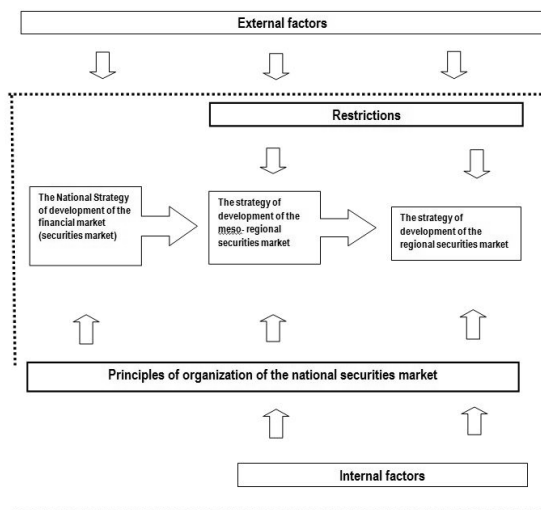 External factors
Restrictions
The National Strategy
of development of the
financial market
(securities market)
The strategy of
development of the
meso- regional
securities market
The strategy of
development of the
regional securities market
Principles of organization of the national securities market
Internal factors